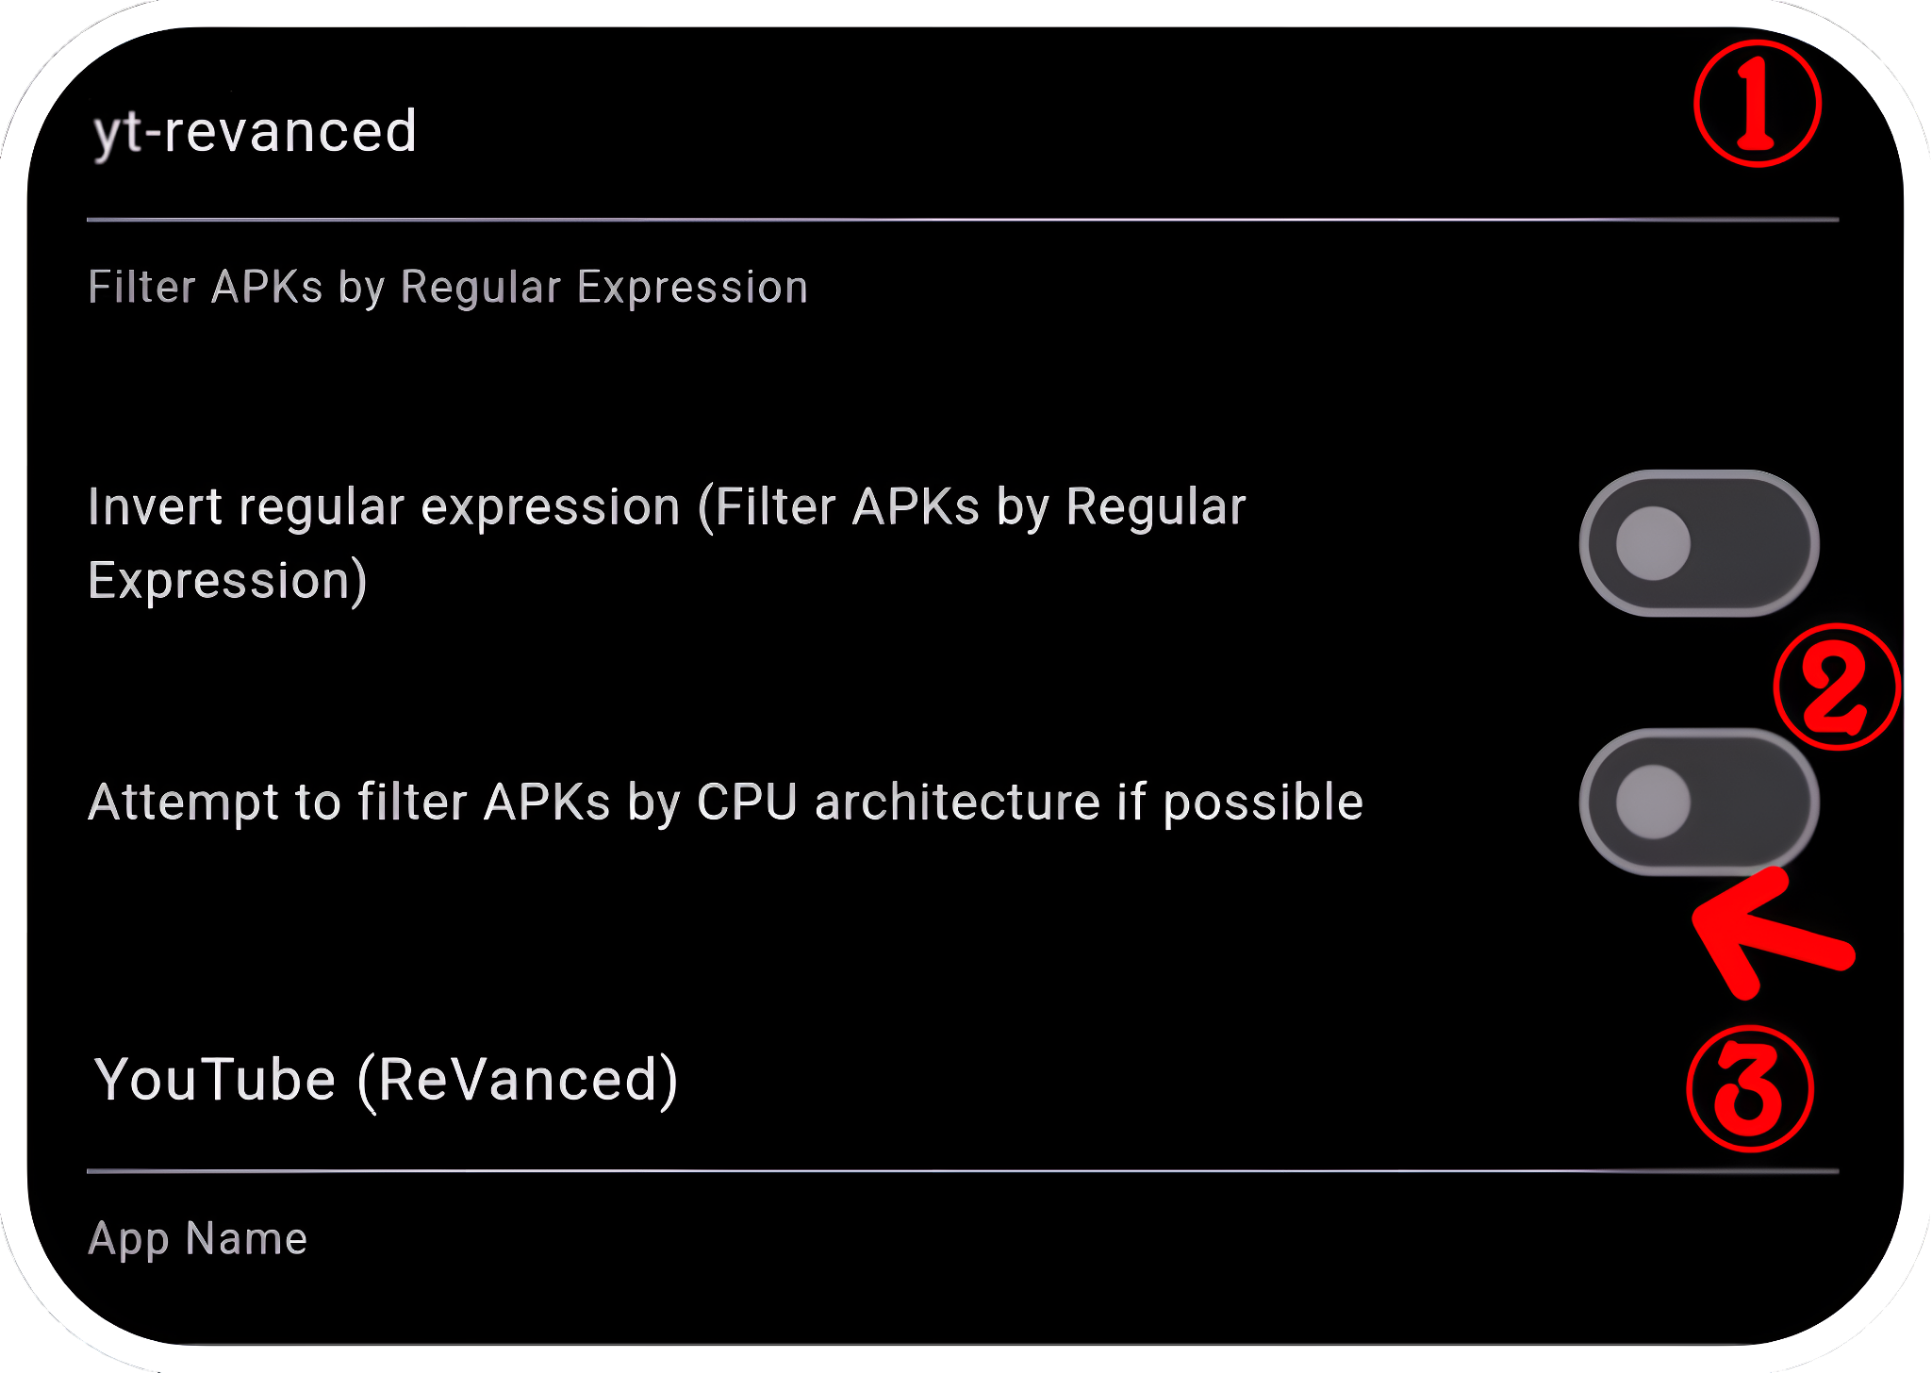 yt-revanced
1
Filter APKs by Regular Expression
Invert regular expression (Filter APKs by Regular
Expression)
2
Attempt to filter APKs by CPU architecture if possible
YouTube (ReVanced)
3
App Name